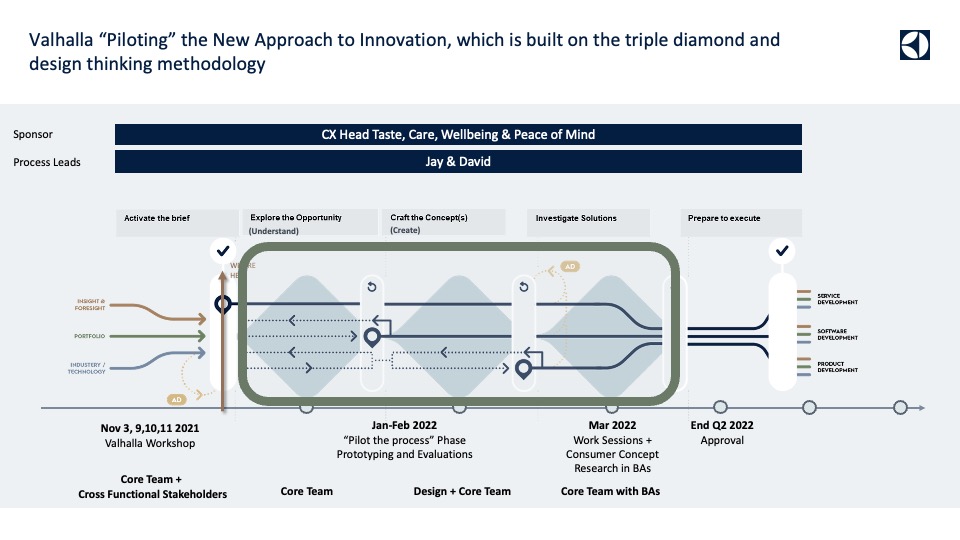 Valhalla “Piloting” the New Approach to Innovation, which is built on the triple diamond and
design thinking methodology
Sponsor
CX Head Taste, Care, Wellbeing & Peace of Mind
Process Leads
Jay & David
Activate the brief
Explore the Opportunity
(Understand)
Craft the Concept(s)
(Create)
Investigate Solutions
Prepare to execute
AD
INSIGHT &
FORESIGHT
PORTFOLIO
INDUSTERY /
TECHNOLOGY
AD
SERVICE
DEVELOPMENT
SOFTWARE
DEVELOPMENT
PRODUCT
DEVELOPMENT
Nov 3, 9,10,11 2021
Valhalla Workshop
Jan-Feb 2022
“Pilot the process” Phase
Prototyping and Evaluations
Mar 2022
Work Sessions +
Consumer Concept
Research in BAs
End Q2 2022
Approval
Core Team +
Cross Functional Stakeholders
Core Team
Design + Core Team
Core Team with BAs